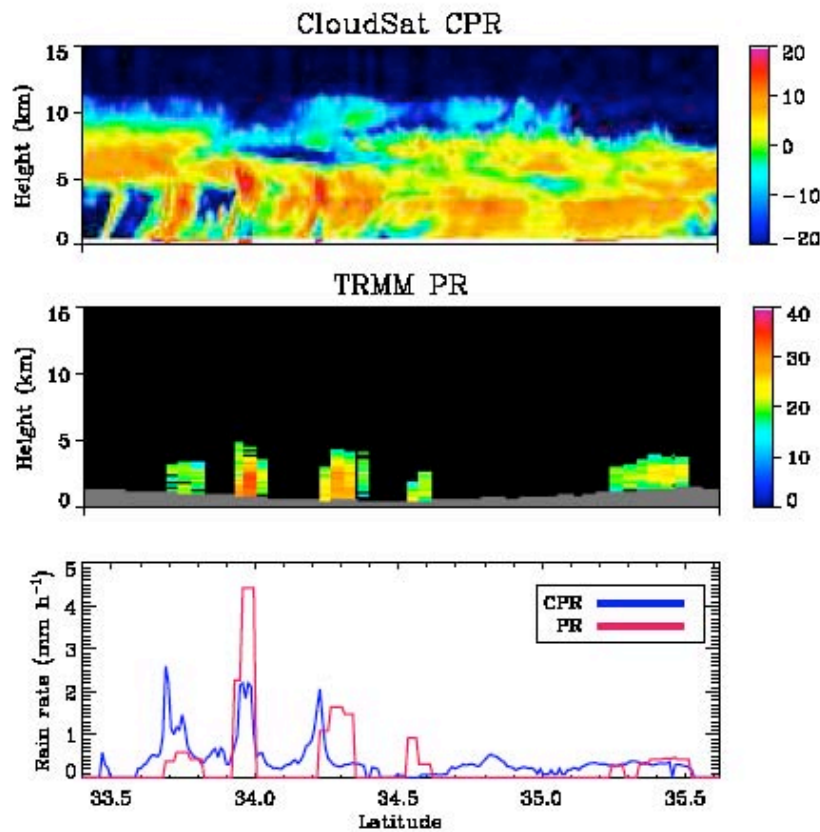 CloudSat CPR
Height (km)
15
10
5
0
20
10
0
-10
-20
TRMM PR
Height (km)
15
10
5
0
40
30
20
10
0
Rain rate (mm h⁻¹)
5
4
3
2
1
0
CPR
PR
33.5 34.0 34.5 35.0 35.5
Latitude